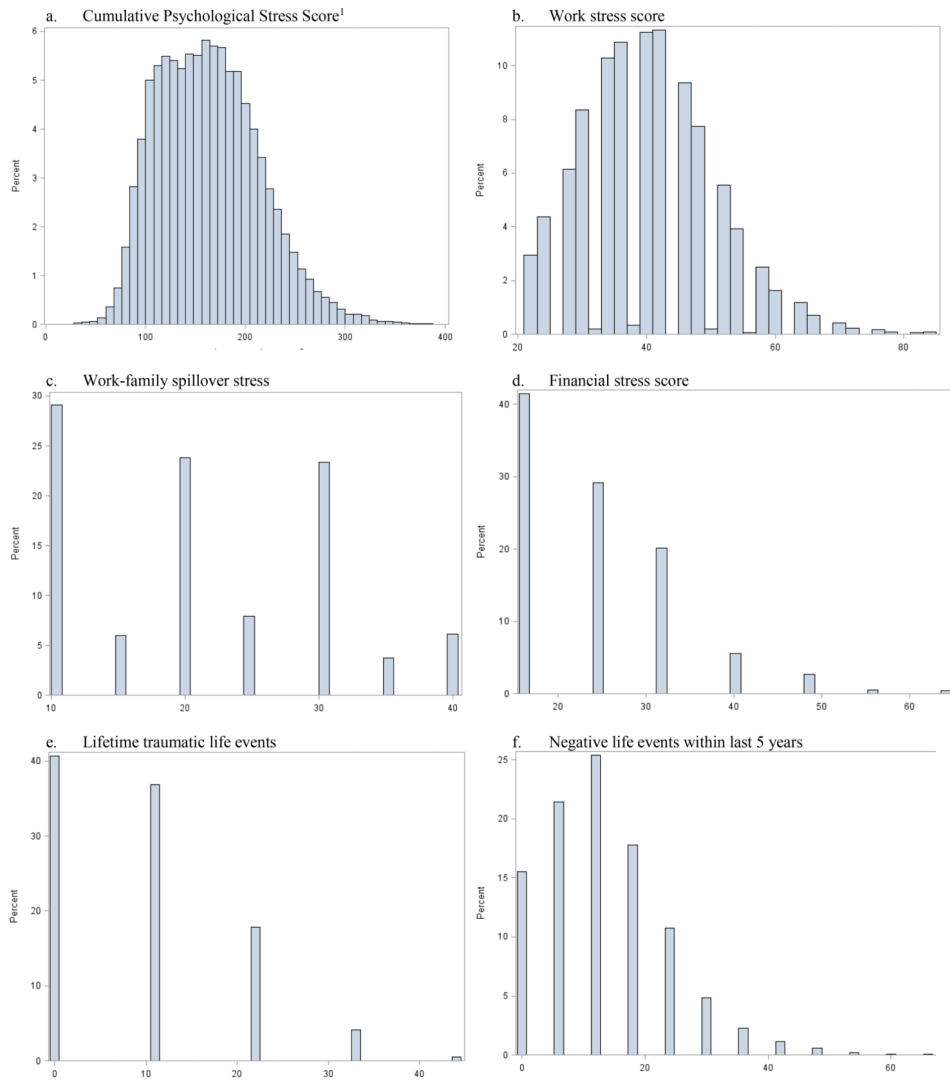 a. Cumulative Psychological Stress Score1
6
5
4
3
2
1
0
Percent
0 100 200 300 400
b. Work stress score
10
8
6
4
2
0
Percent
20 40 60 80
c. Work-family spillover stress
30
25
20
15
10
5
0
Percent
10 20 30 40
d. Financial stress score
40
30
20
10
0
Percent
20 30 40 50 60
e. Lifetime traumatic life events
40
30
20
10
0
Percent
0 10 20 30 40
f. Negative life events within last 5 years
25
20
15
10
5
0
Percent
0 20 40 60